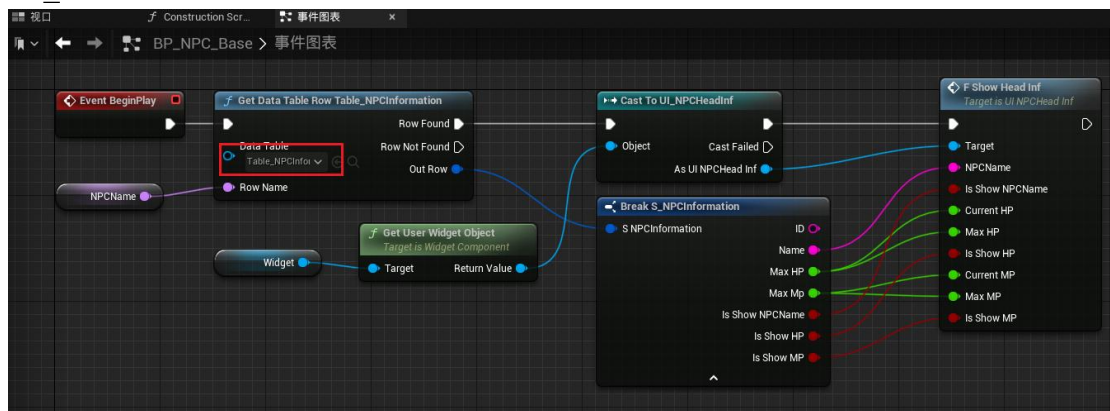 视口
f Construction Scr...
事件图表
×
BP_NPC_Base > 事件图表
Event BeginPlay
f Get Data Table Row Table_NPCInformation
Row Found
Data Table
Row Not Found
Table_NPCInfor
Out Row
Row Name
NPCName
f Get User Widget Object
Target is Widget Component
Target
Return Value
Widget
Cast To UI_NPCHeadInf
Object
Cast Failed
As UI NPCHead Inf
Break S_NPCInformation
S NPCInformation
ID
Name
Max HP
Max Mp
Is Show NPCName
Is Show HP
Is Show MP
F Show Head Inf
Target is UI NPCHead Inf
Target
NPCName
Is Show NPCName
Current HP
Max HP
Is Show HP
Current MP
Max MP
Is Show MP